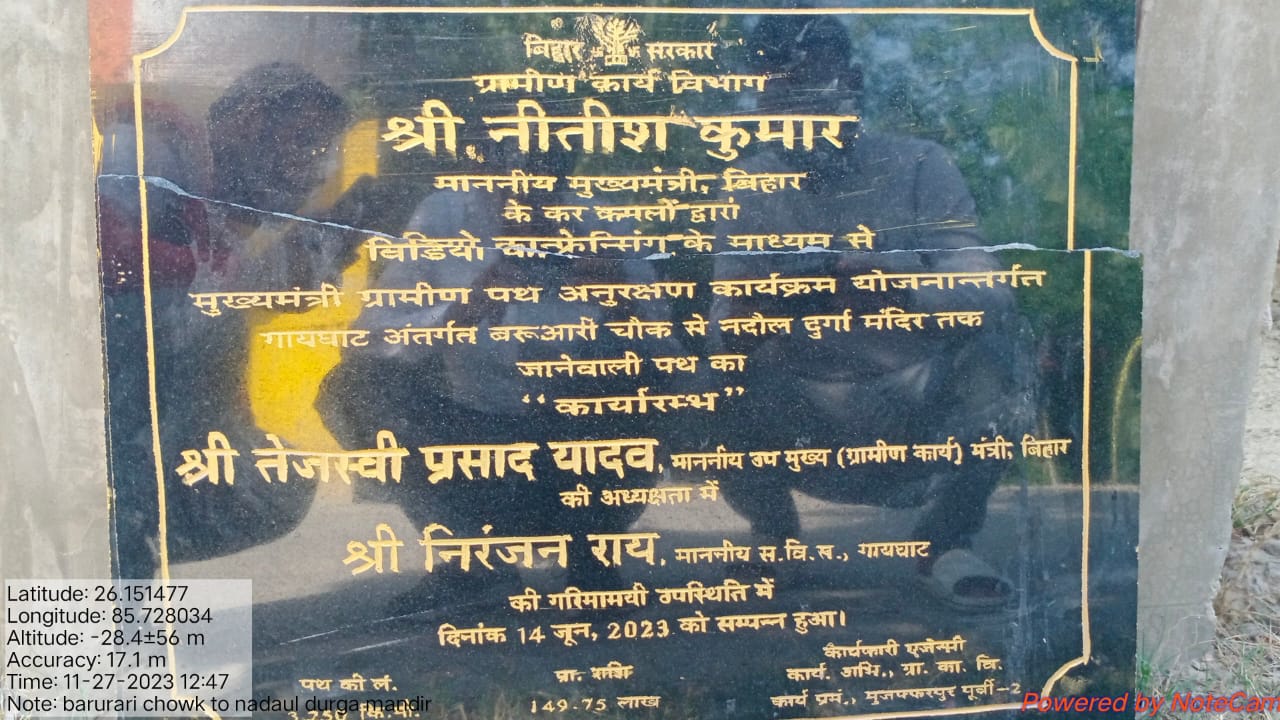 बिहार सरकार
ग्रामीण कार्य विभाग
श्री नीतीश कुमार
माननीय मुख्यमंत्री, बिहार
के कर कमलों द्वारा
विडियो कान्फ्रेन्सिंग के माध्यम से
मुख्यमंत्री ग्रामीण पथ अनुरक्षण कार्यक्रम योजनान्तर्गत
गायघाट अंतर्गत बरूआरी चौक से नदौल दुर्गा मंदिर तक
जानेवाली पथ का
“कार्यारम्भ”
श्री तेजस्वी प्रसाद यादव, माननीय उप मुख्य (ग्रामीण कार्य) मंत्री, बिहार
की अध्यक्षता में
श्री निरंजन राय, माननीय स.वि.स., गायघाट
की गरिमामयी उपस्थिति में
दिनांक 14 जून, 2023 को सम्पन्न हुआ।
पथ की लं.
3.750 कि.मी.
प्रा. राशि
149.75 लाख
कार्यकारी एजेन्सी
कार्य. अभि., ग्रा. का. वि.
कार्य प्रमं., मुजफ्फरपुर पूर्वी-2
Latitude: 26.151477
Longitude: 85.728034
Altitude: -28.4±56 m
Accuracy: 17.1 m
Time: 11-27-2023 12:47
Note: barurari chowk to nadaul durga mandir
Powered by NoteCam